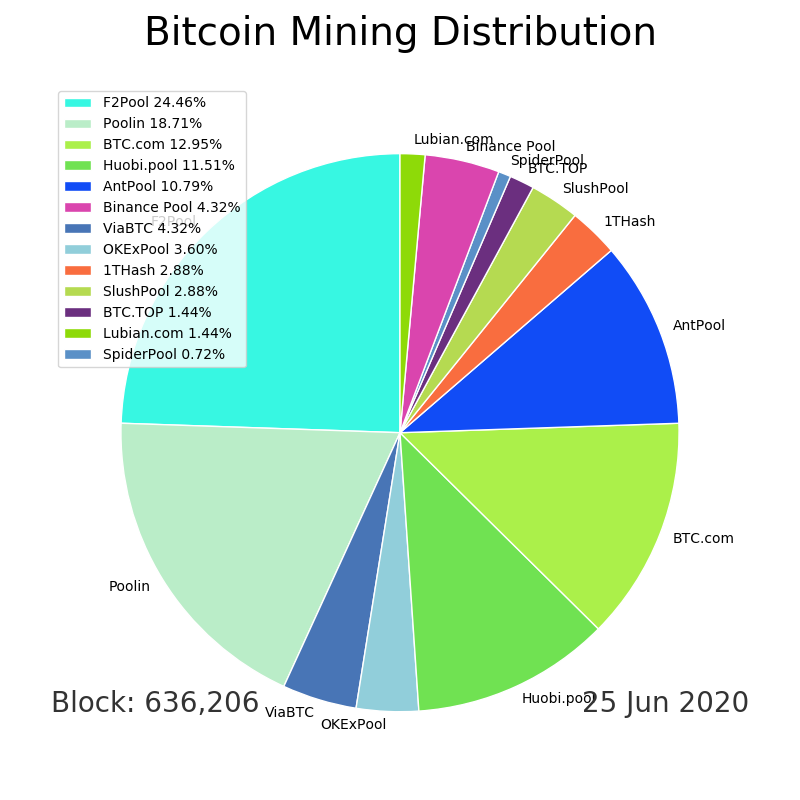 Bitcoin Mining Distribution
F2Pool 24.46%
Poolin 18.71%
BTC.com 12.95%
Huobi.pool 11.51%
AntPool 10.79%
Binance Pool 4.32%
ViaBTC 4.32%
OKExPool 3.60%
1THash 2.88%
SlushPool 2.88%
BTC.TOP 1.44%
Lubian.com 1.44%
SpiderPool 0.72%
Lubian.com
Binance Pool
SpiderPool
BTC.TOP
SlushPool
1THash
F2Pool
AntPool
BTC.com
Poolin
Huobi.pool
ViaBTC
OKExPool
Block: 636,206
25 Jun 2020